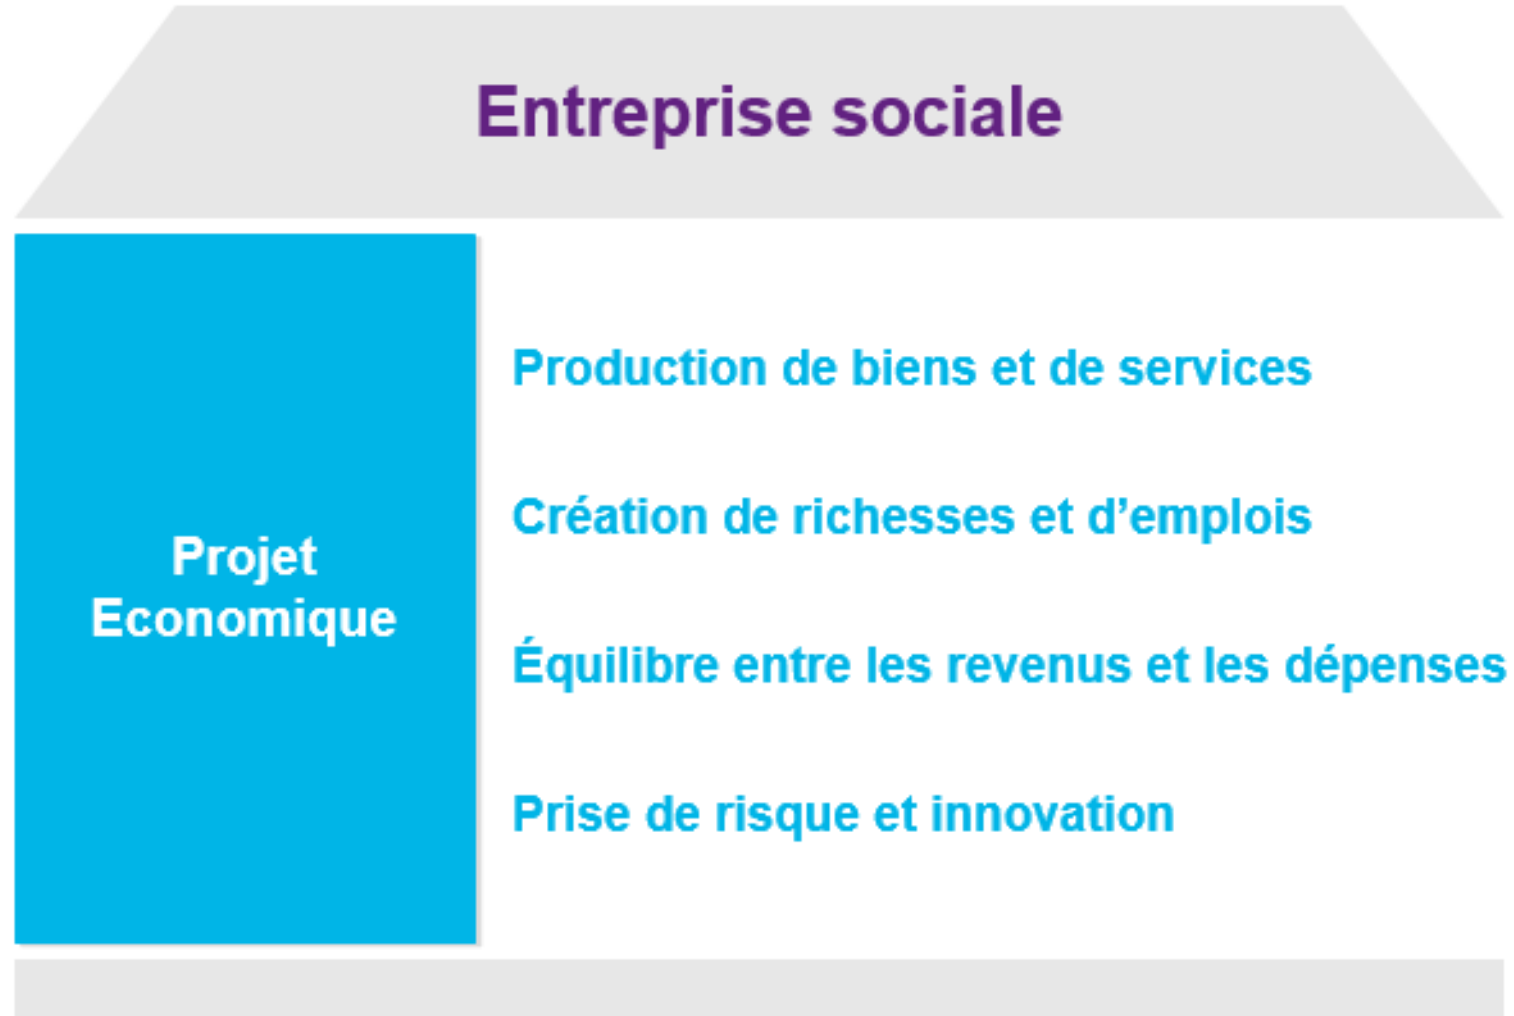 Entreprise sociale
Projet
Economique
Production de biens et de services
Création de richesses et d’emplois
Équilibre entre les revenus et les dépenses
Prise de risque et innovation